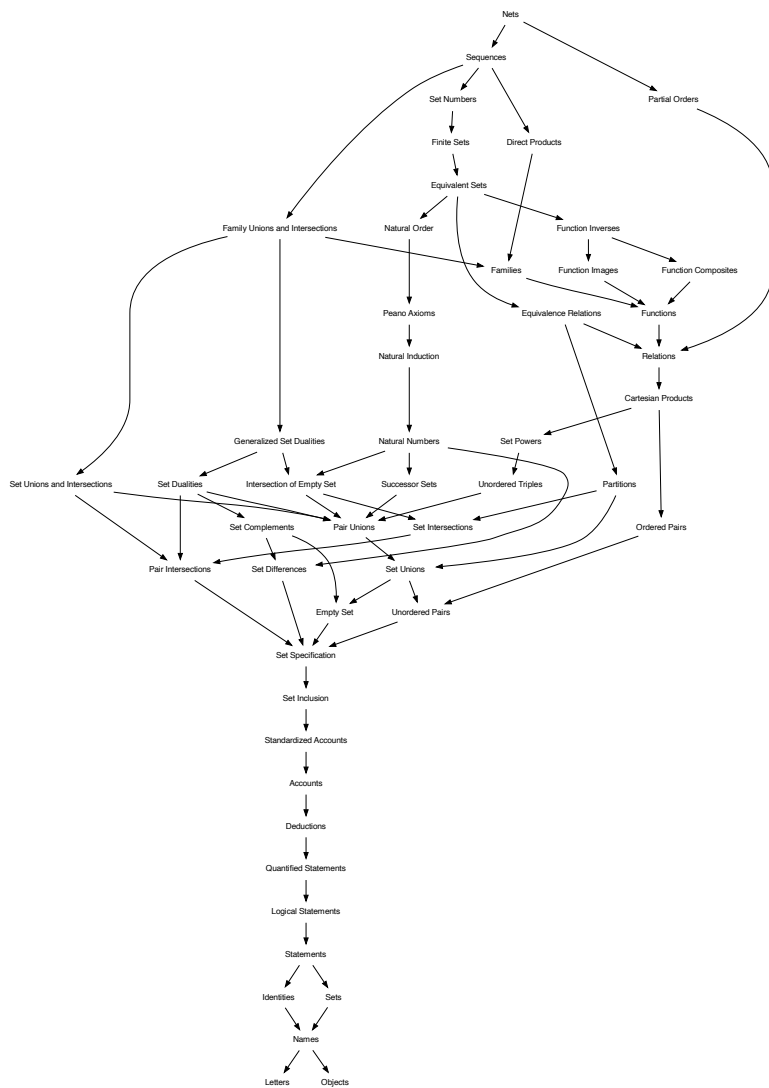 Nets
Sequences
Set Numbers
Partial Orders
Finite Sets
Direct Products
Equivalent Sets
Family Unions and Intersections
Natural Order
Function Inverses
Families
Function Images
Function Composites
Peano Axioms
Equivalence Relations
Functions
Natural Induction
Relations
Cartesian Products
Generalized Set Dualities
Natural Numbers
Set Powers
Set Unions and Intersections
Set Dualities
Intersection of Empty Set
Successor Sets
Unordered Triples
Partitions
Set Complements
Pair Unions
Set Intersections
Ordered Pairs
Pair Intersections
Set Differences
Set Unions
Empty Set
Unordered Pairs
Set Specification
Set Inclusion
Standardized Accounts
Accounts
Deductions
Quantified Statements
Logical Statements
Statements
Identities
Sets
Names
Letters
Objects